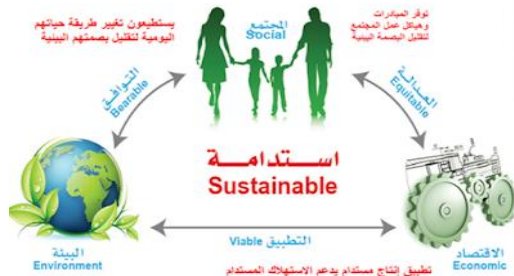 يستطيعون تغيير طريقة حياتهم
اليومية لتقليل بصمتهم البيئية
المجتمع
Social
توفر المبادرات
وهياكل عمل المجتمع
لتقليل البصمة البيئية
التوافق
Bearable
العدالة
Equitable
استدامة
Sustainable
البيئة
Environment
Viable التطبيق
الاقتصاد
Economic
تطبيق إنتاج مستدام يدعم الاستهلاك المستدام